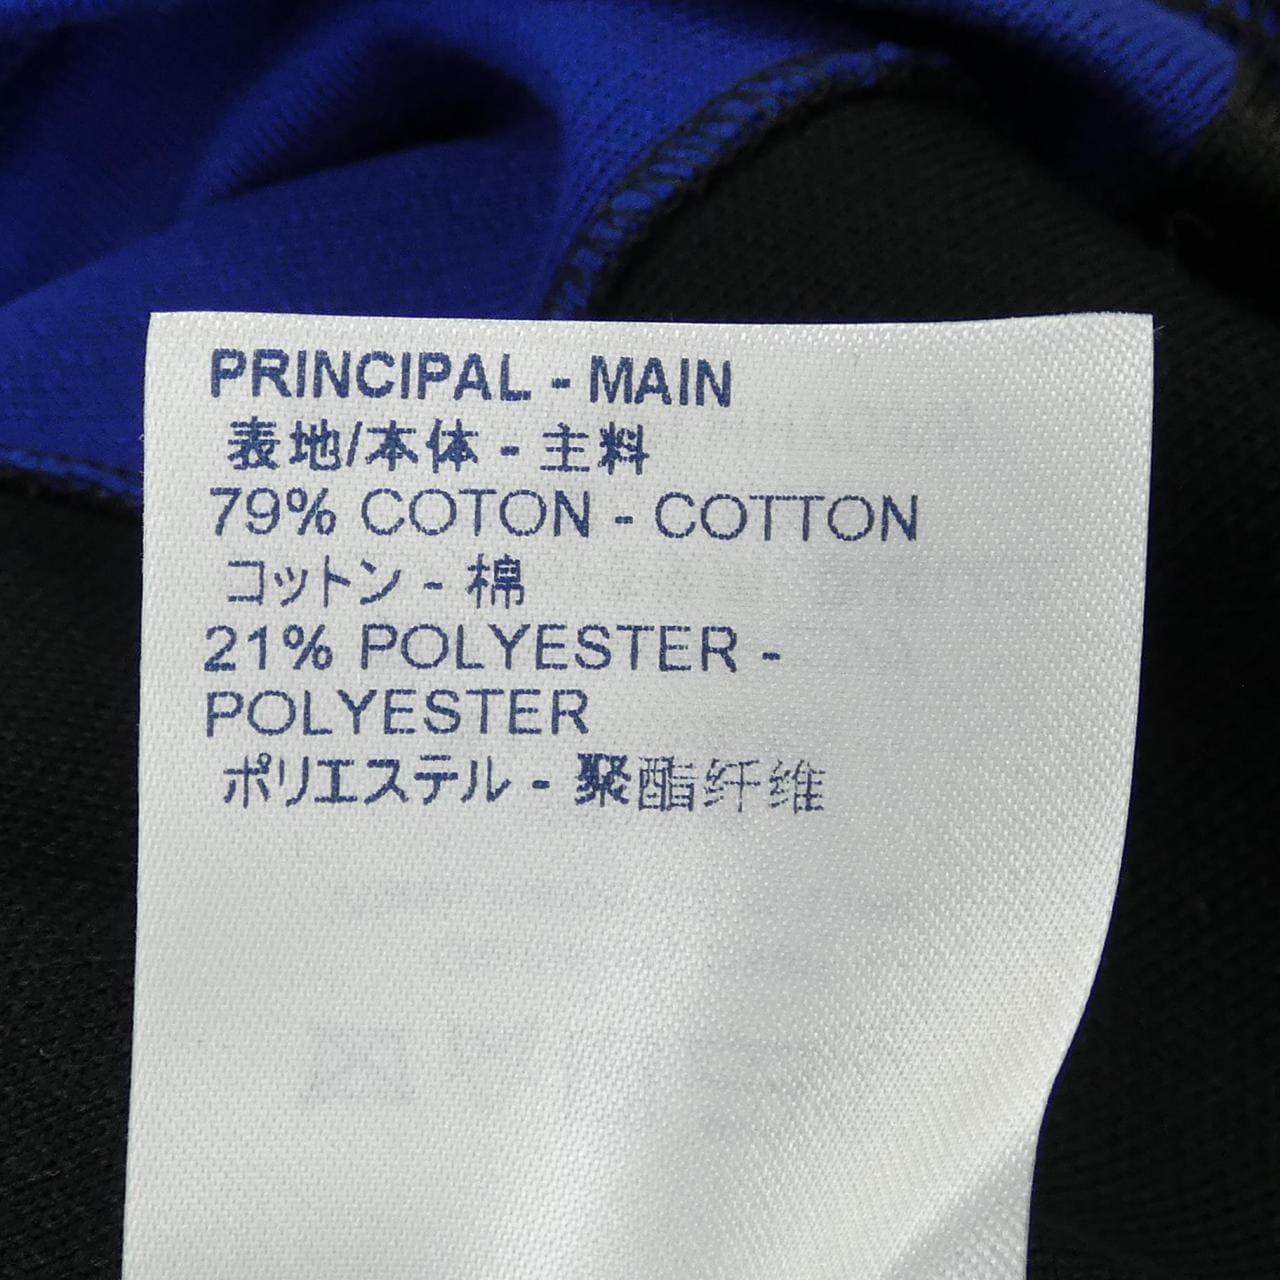 PRINCIPAL - MAIN
表地/本体 - 主料
79% COTON - COTTON
コットン - 棉
21% POLYESTER -
POLYESTER
ポリエステル - 聚酯纤维